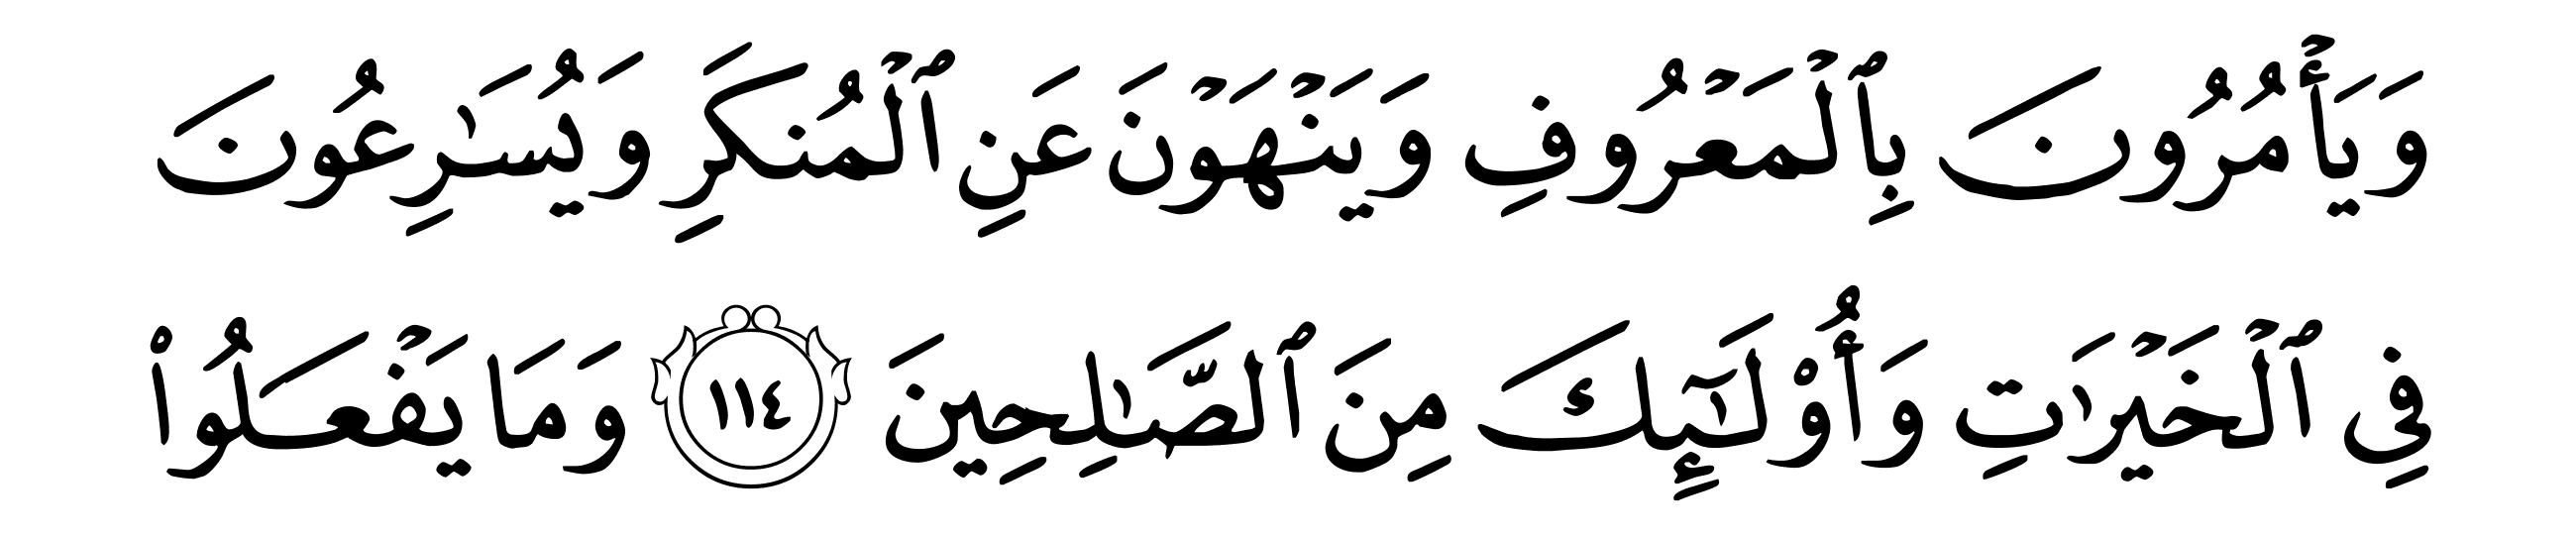 وَيَأۡمُرُونَ بِٱلۡمَعۡرُوفِ وَيَنۡهَوۡنَ عَنِ ٱلۡمُنكَرِ وَيُسَٰرِعُونَ
فِي ٱلۡخَيۡرَٰتِ وَأُوْلَٰٓئِكَ مِنَ ٱلصَّٰلِحِينَ ١١٤ وَمَا يَفۡعَلُواْ